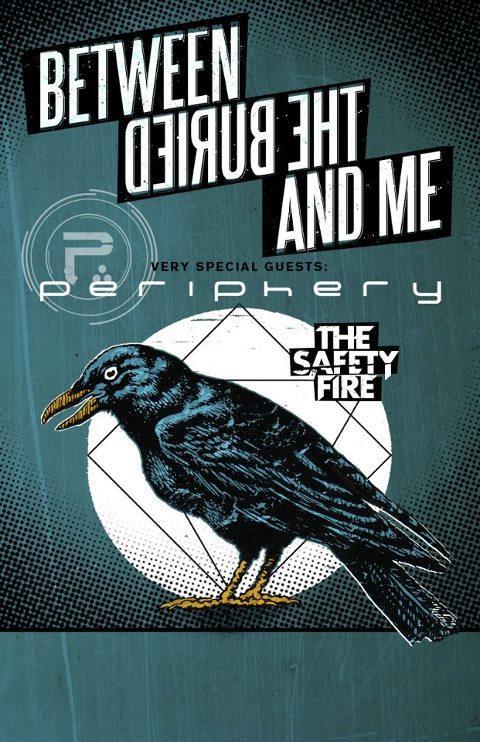 BETWEEN
THE BURIED
AND ME
P
VERY SPECIAL GUESTS:
periphery
THE
SAFETY
FIRE